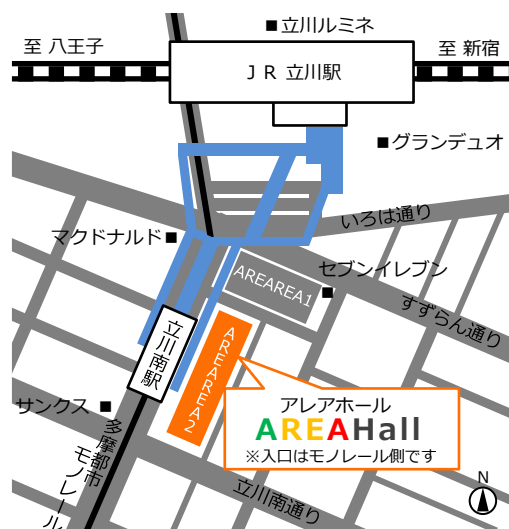 立川ルミネ
至 八王子
ＪＲ 立川駅
至 新宿
グランデュオ
いろは通り
マクドナルド
セブンイレブン
AREAREA1
すずらん通り
立川南駅
AREAREA2
サンクス
アレアホール
AREAHall
※入口はモノレール側です
多摩都市
モノレール
立川南通り
N